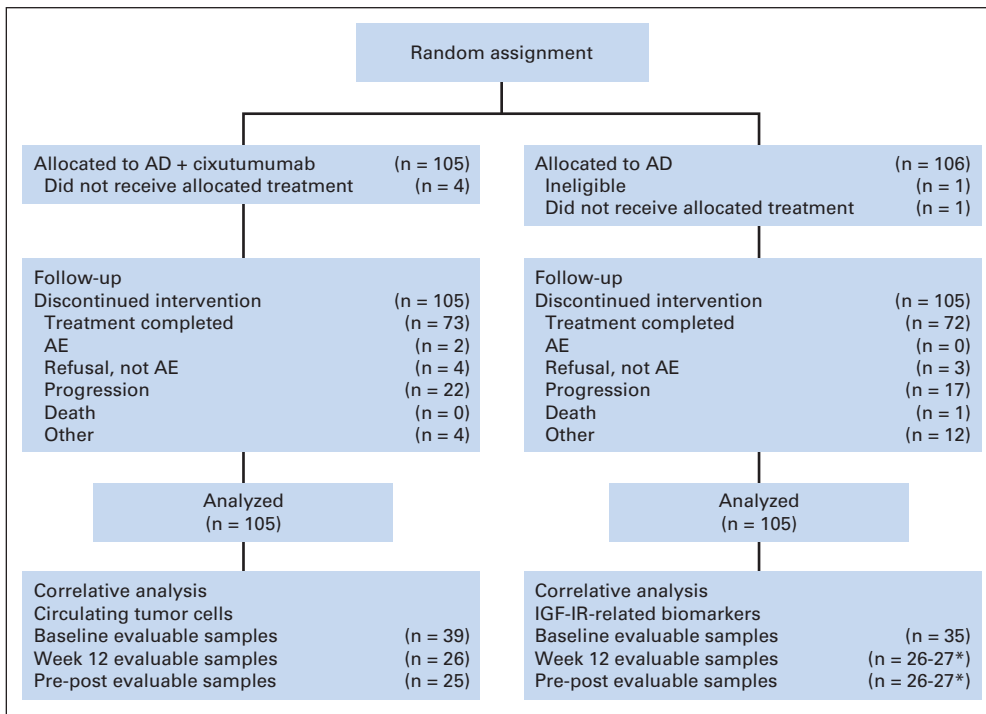 Random assignment
Allocated to AD + cixutumumab (n = 105)
Did not receive allocated treatment (n = 4)
Follow-up
Discontinued intervention (n = 105)
Treatment completed (n = 73)
AE (n = 2)
Refusal, not AE (n = 4)
Progression (n = 22)
Death (n = 0)
Other (n = 4)
Analyzed
(n = 105)
Correlative analysis
Circulating tumor cells
Baseline evaluable samples (n = 39)
Week 12 evaluable samples (n = 26)
Pre-post evaluable samples (n = 25)
Allocated to AD (n = 106)
Ineligible (n = 1)
Did not receive allocated treatment (n = 1)
Follow-up
Discontinued intervention (n = 105)
Treatment completed (n = 72)
AE (n = 0)
Refusal, not AE (n = 3)
Progression (n = 17)
Death (n = 1)
Other (n = 12)
Analyzed
(n = 105)
Correlative analysis
IGF-IR-related biomarkers
Baseline evaluable samples (n = 35)
Week 12 evaluable samples (n = 26-27*)
Pre-post evaluable samples (n = 26-27*)